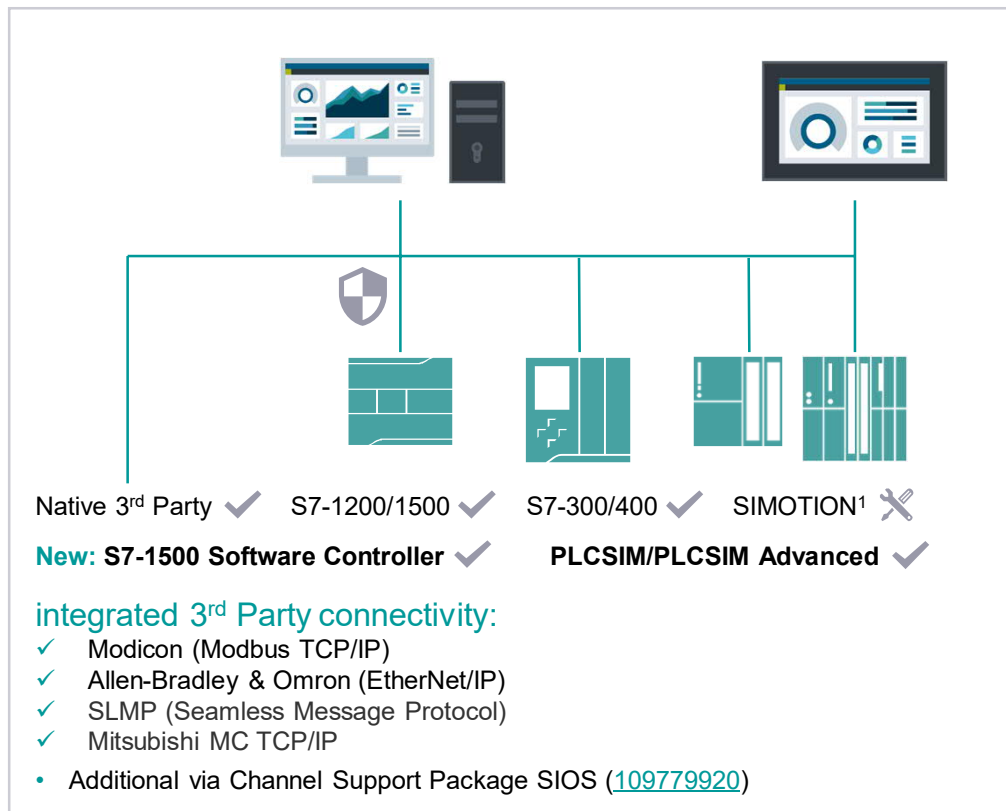 Native 3rd Party S7-1200/1500 S7-300/400 SIMOTION¹
New: S7-1500 Software Controller PLCSIM/PLCSIM Advanced
integrated 3rd Party connectivity:
✓ Modicon (Modbus TCP/IP)
✓ Allen-Bradley & Omron (EtherNet/IP)
✓ SLMP (Seamless Message Protocol)
✓ Mitsubishi MC TCP/IP
• Additional via Channel Support Package SIOS (109779920)